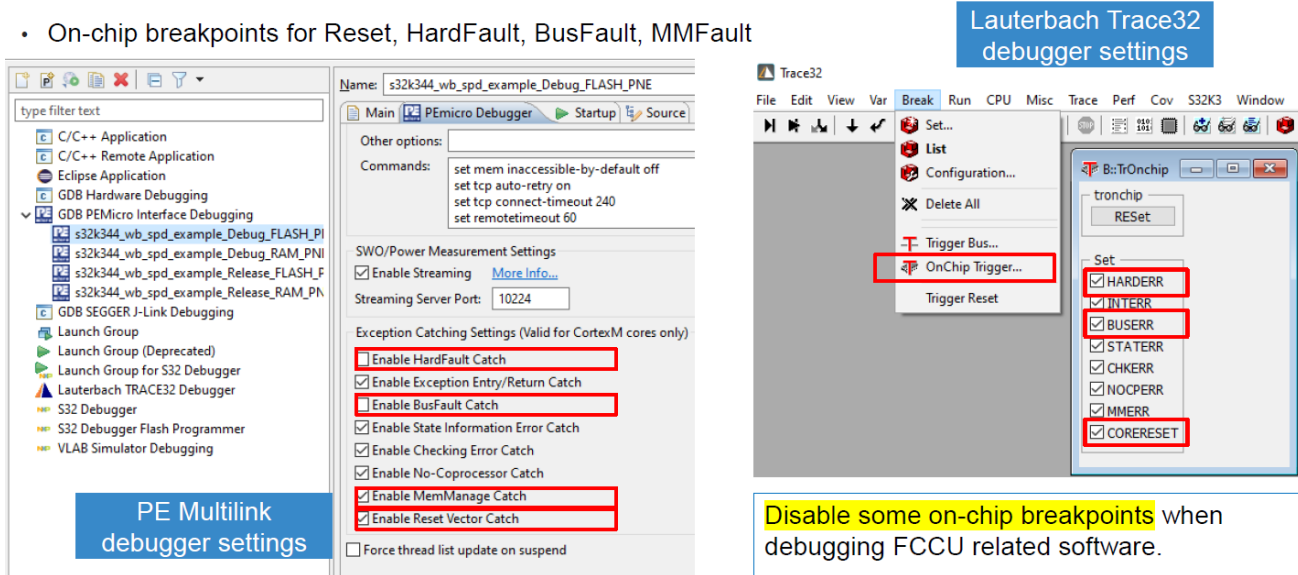 • On-chip breakpoints for Reset, HardFault, BusFault, MMFault
Lauterbach Trace32
debugger settings
type filter text
C/C++ Application
C/C++ Remote Application
Eclipse Application
GDB Hardware Debugging
GDB PEMicro Interface Debugging
s32k344_wb_spd_example_Debug_FLASH_PI
s32k344_wb_spd_example_Debug_RAM_PNI
s32k344_wb_spd_example_Release_FLASH_F
s32k344_wb_spd_example_Release_RAM_PN
GDB SEGGER J-Link Debugging
Launch Group
Launch Group (Deprecated)
Launch Group for S32 Debugger
Lauterbach TRACE32 Debugger
S32 Debugger
S32 Debugger Flash Programmer
VLAB Simulator Debugging
PE Multilink
debugger settings
Name: s32k344_wb_spd_example_Debug_FLASH_PNE
Main PEmicro Debugger Startup Source
Other options:
Commands: set mem inaccessible-by-default off
set tcp auto-retry on
set tcp connect-timeout 240
set remotetimeout 60
SWO/Power Measurement Settings
Enable Streaming More Info...
Streaming Server Port: 10224
Exception Catching Settings (Valid for CortexM cores only)
Enable HardFault Catch
Enable Exception Entry/Return Catch
Enable BusFault Catch
Enable State Information Error Catch
Enable Checking Error Catch
Enable No-Coprocessor Catch
Enable MemManage Catch
Enable Reset Vector Catch
Force thread list update on suspend
Trace32
File Edit View Var Break Run CPU Misc Trace Perf Cov S32K3 Window
Set...
List
Configuration...
Delete All
Trigger Bus...
OnChip Trigger...
Trigger Reset
STOP
B::TrOnchip
tronchip
RESet
Set
HARDERR
INTERR
BUSERR
STATERR
CHKERR
NOCPERR
MMERR
CORERESET
Disable some on-chip breakpoints when
debugging FCCU related software.